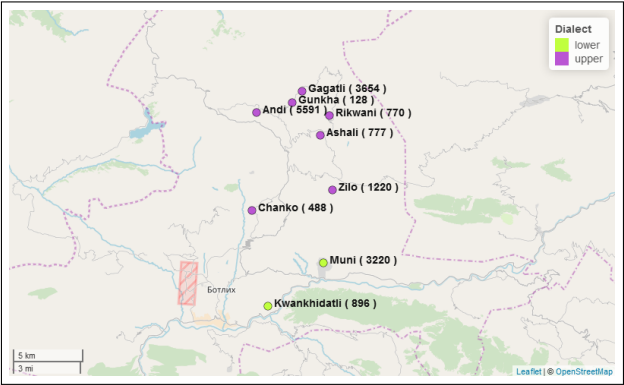 Dialect
lower
upper
Gagatli ( 3654 )
Gunkha ( 128 )
Andi ( 5591 )
Rikwani ( 770 )
Ashali ( 777 )
Zilo ( 1220 )
Chanko ( 488 )
Muni ( 3220 )
Ботлих
Kwankhidatli ( 896 )
5 km
3 mi
Leaflet | © OpenStreetMap